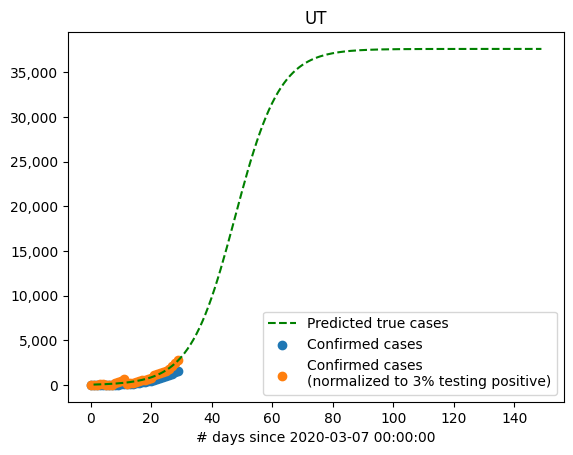 UT
35,000
30,000
25,000
20,000
15,000
10,000
5,000
0
Predicted true cases
Confirmed cases
Confirmed cases
(normalized to 3% testing positive)
0 20 40 60 80 100 120 140
# days since 2020-03-07 00:00:00